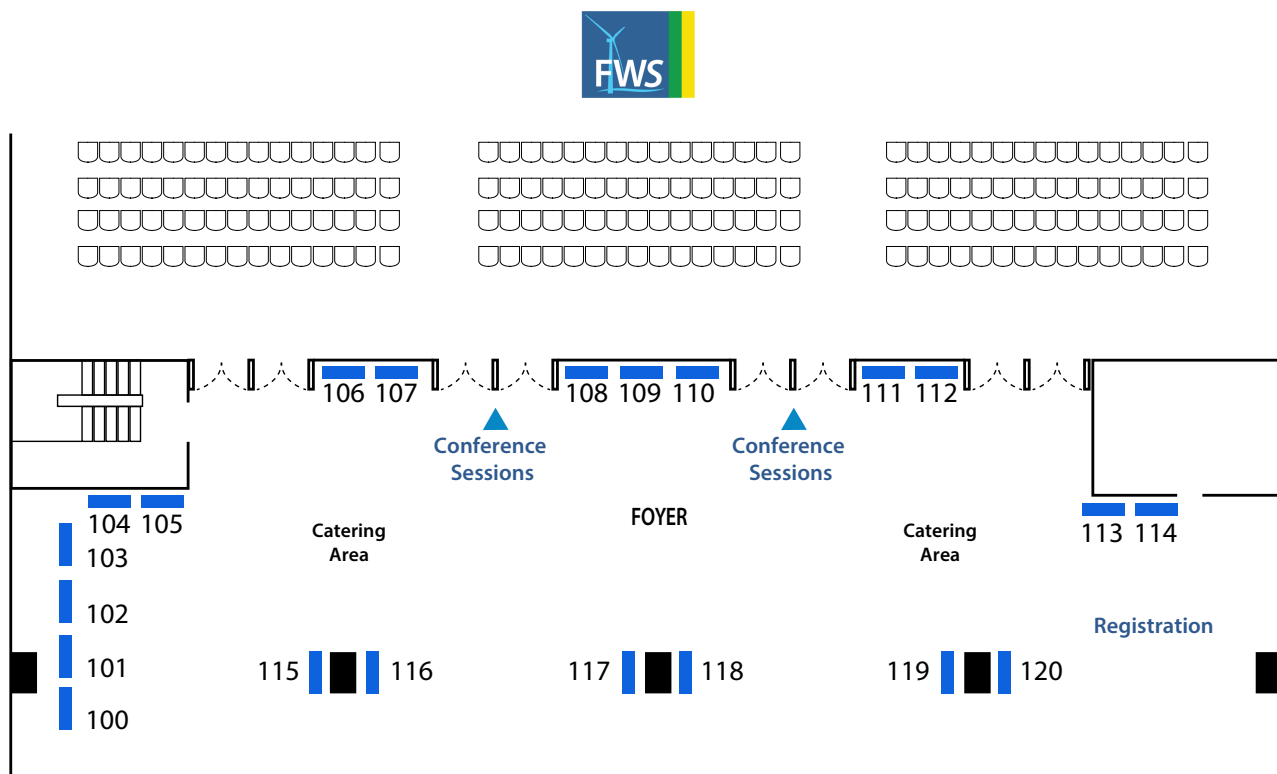 FWS
106 107 108 109 110 111 112
Conference
Sessions
Conference
Sessions
104 105
FOYER
113 114
Catering
Area
Catering
Area
103
102
Registration
101
115 116 117 118 119 120
100